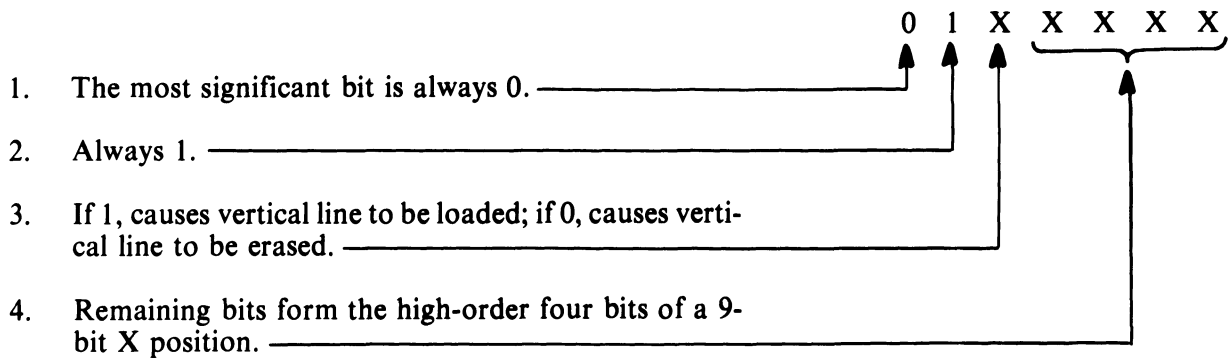 0 1 X X X X X
1. The most significant bit is always 0.
2. Always 1.
3. If 1, causes vertical line to be loaded; if 0, causes verti-
cal line to be erased.
4. Remaining bits form the high-order four bits of a 9-
bit X position.